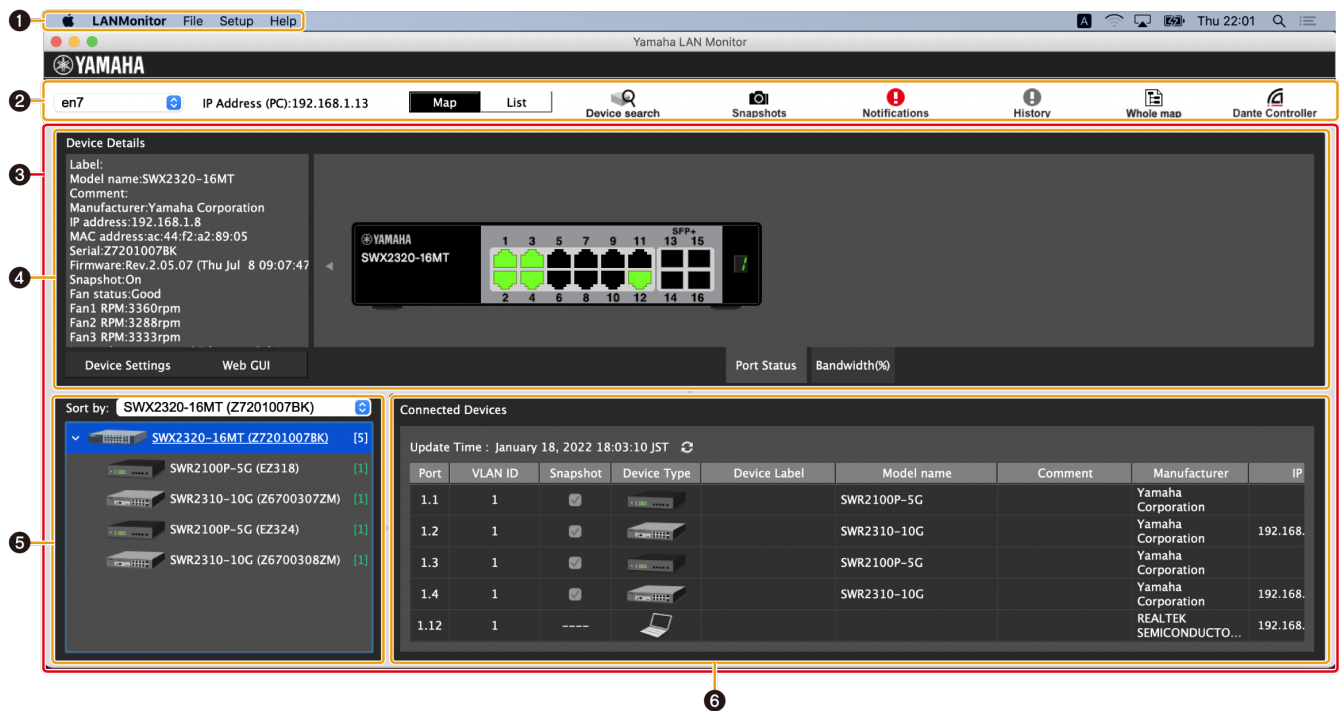 1
LANMonitor File Setup Help
A
Thu 22:01
Yamaha LAN Monitor
YAMAHA
2
en7
IP Address (PC):192.168.1.13
Map List
Device search
Snapshots
Notifications
History
Whole map
Dante Controller
3
4
Device Details
Label:
Model name:SWX2320-16MT
Comment:
Manufacturer:Yamaha Corporation
IP address:192.168.1.8
MAC address:ac:44:f2:a2:89:05
Serial:Z7201007BK
Firmware:Rev.2.05.07 (Thu Jul 8 09:07:47
Snapshot:On
Fan status:Good
Fan1 RPM:3360rpm
Fan2 RPM:3288rpm
Fan3 RPM:3333rpm
Device Settings Web GUI
YAMAHA
SWX2320-16MT
SFP+
1 3 5 7 9 11 13 15
2 4 6 8 10 12 14 16
Port Status Bandwidth(%)
5
Sort by: SWX2320-16MT (Z7201007BK)
SWX2320-16MT (Z7201007BK) [5]
SWR2100P-5G (EZ318) [1]
SWR2310-10G (Z6700307ZM) [1]
SWR2100P-5G (EZ324) [1]
SWR2310-10G (Z6700308ZM) [1]
Connected Devices
Update Time : January 18, 2022 18:03:10 JST
Port VLAN ID Snapshot Device Type Device Label Model name Comment Manufacturer IP
1.1 1 SWR2100P-5G Yamaha
Corporation
1.2 1 SWR2310-10G Yamaha
Corporation 192.168.
1.3 1 SWR2100P-5G Yamaha
Corporation
1.4 1 SWR2310-10G Yamaha
Corporation 192.168.
1.12 1 ---- REALTEK
SEMICONDUCTO... 192.168.
6